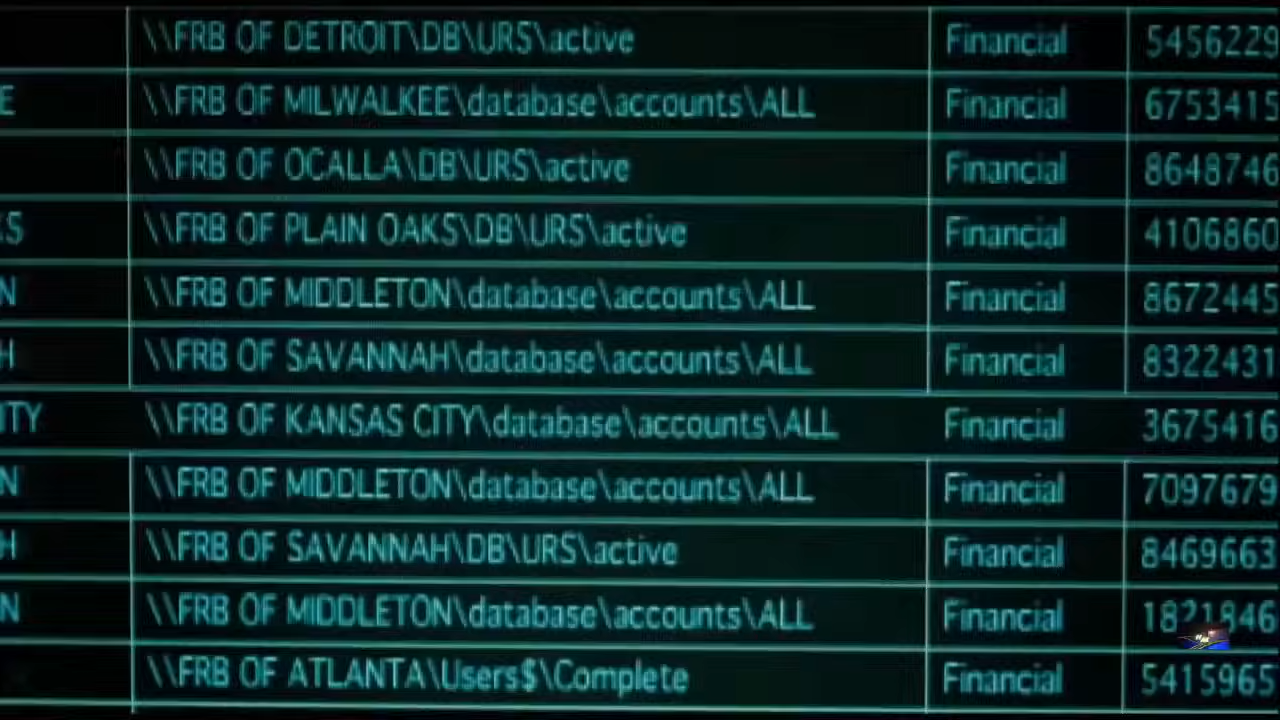 \\FRB OF DETROIT\DB\URS\active Financial 5456229
E \\FRB OF MILWALKEE\database\accounts\ALL Financial 6753415
\\FRB OF OCALLA\DB\URS\active Financial 8648746
KS \\FRB OF PLAIN OAKS\DB\URS\active Financial 4106860
N \\FRB OF MIDDLETON\database\accounts\ALL Financial 8672445
H \\FRB OF SAVANNAH\database\accounts\ALL Financial 8322431
ITY \\FRB OF KANSAS CITY\database\accounts\ALL Financial 3675416
N \\FRB OF MIDDLETON\database\accounts\ALL Financial 7097679
H \\FRB OF SAVANNAH\DB\URS\active Financial 8469663
N \\FRB OF MIDDLETON\database\accounts\ALL Financial 1821846
\\FRB OF ATLANTA\Users$\Complete Financial 5415965